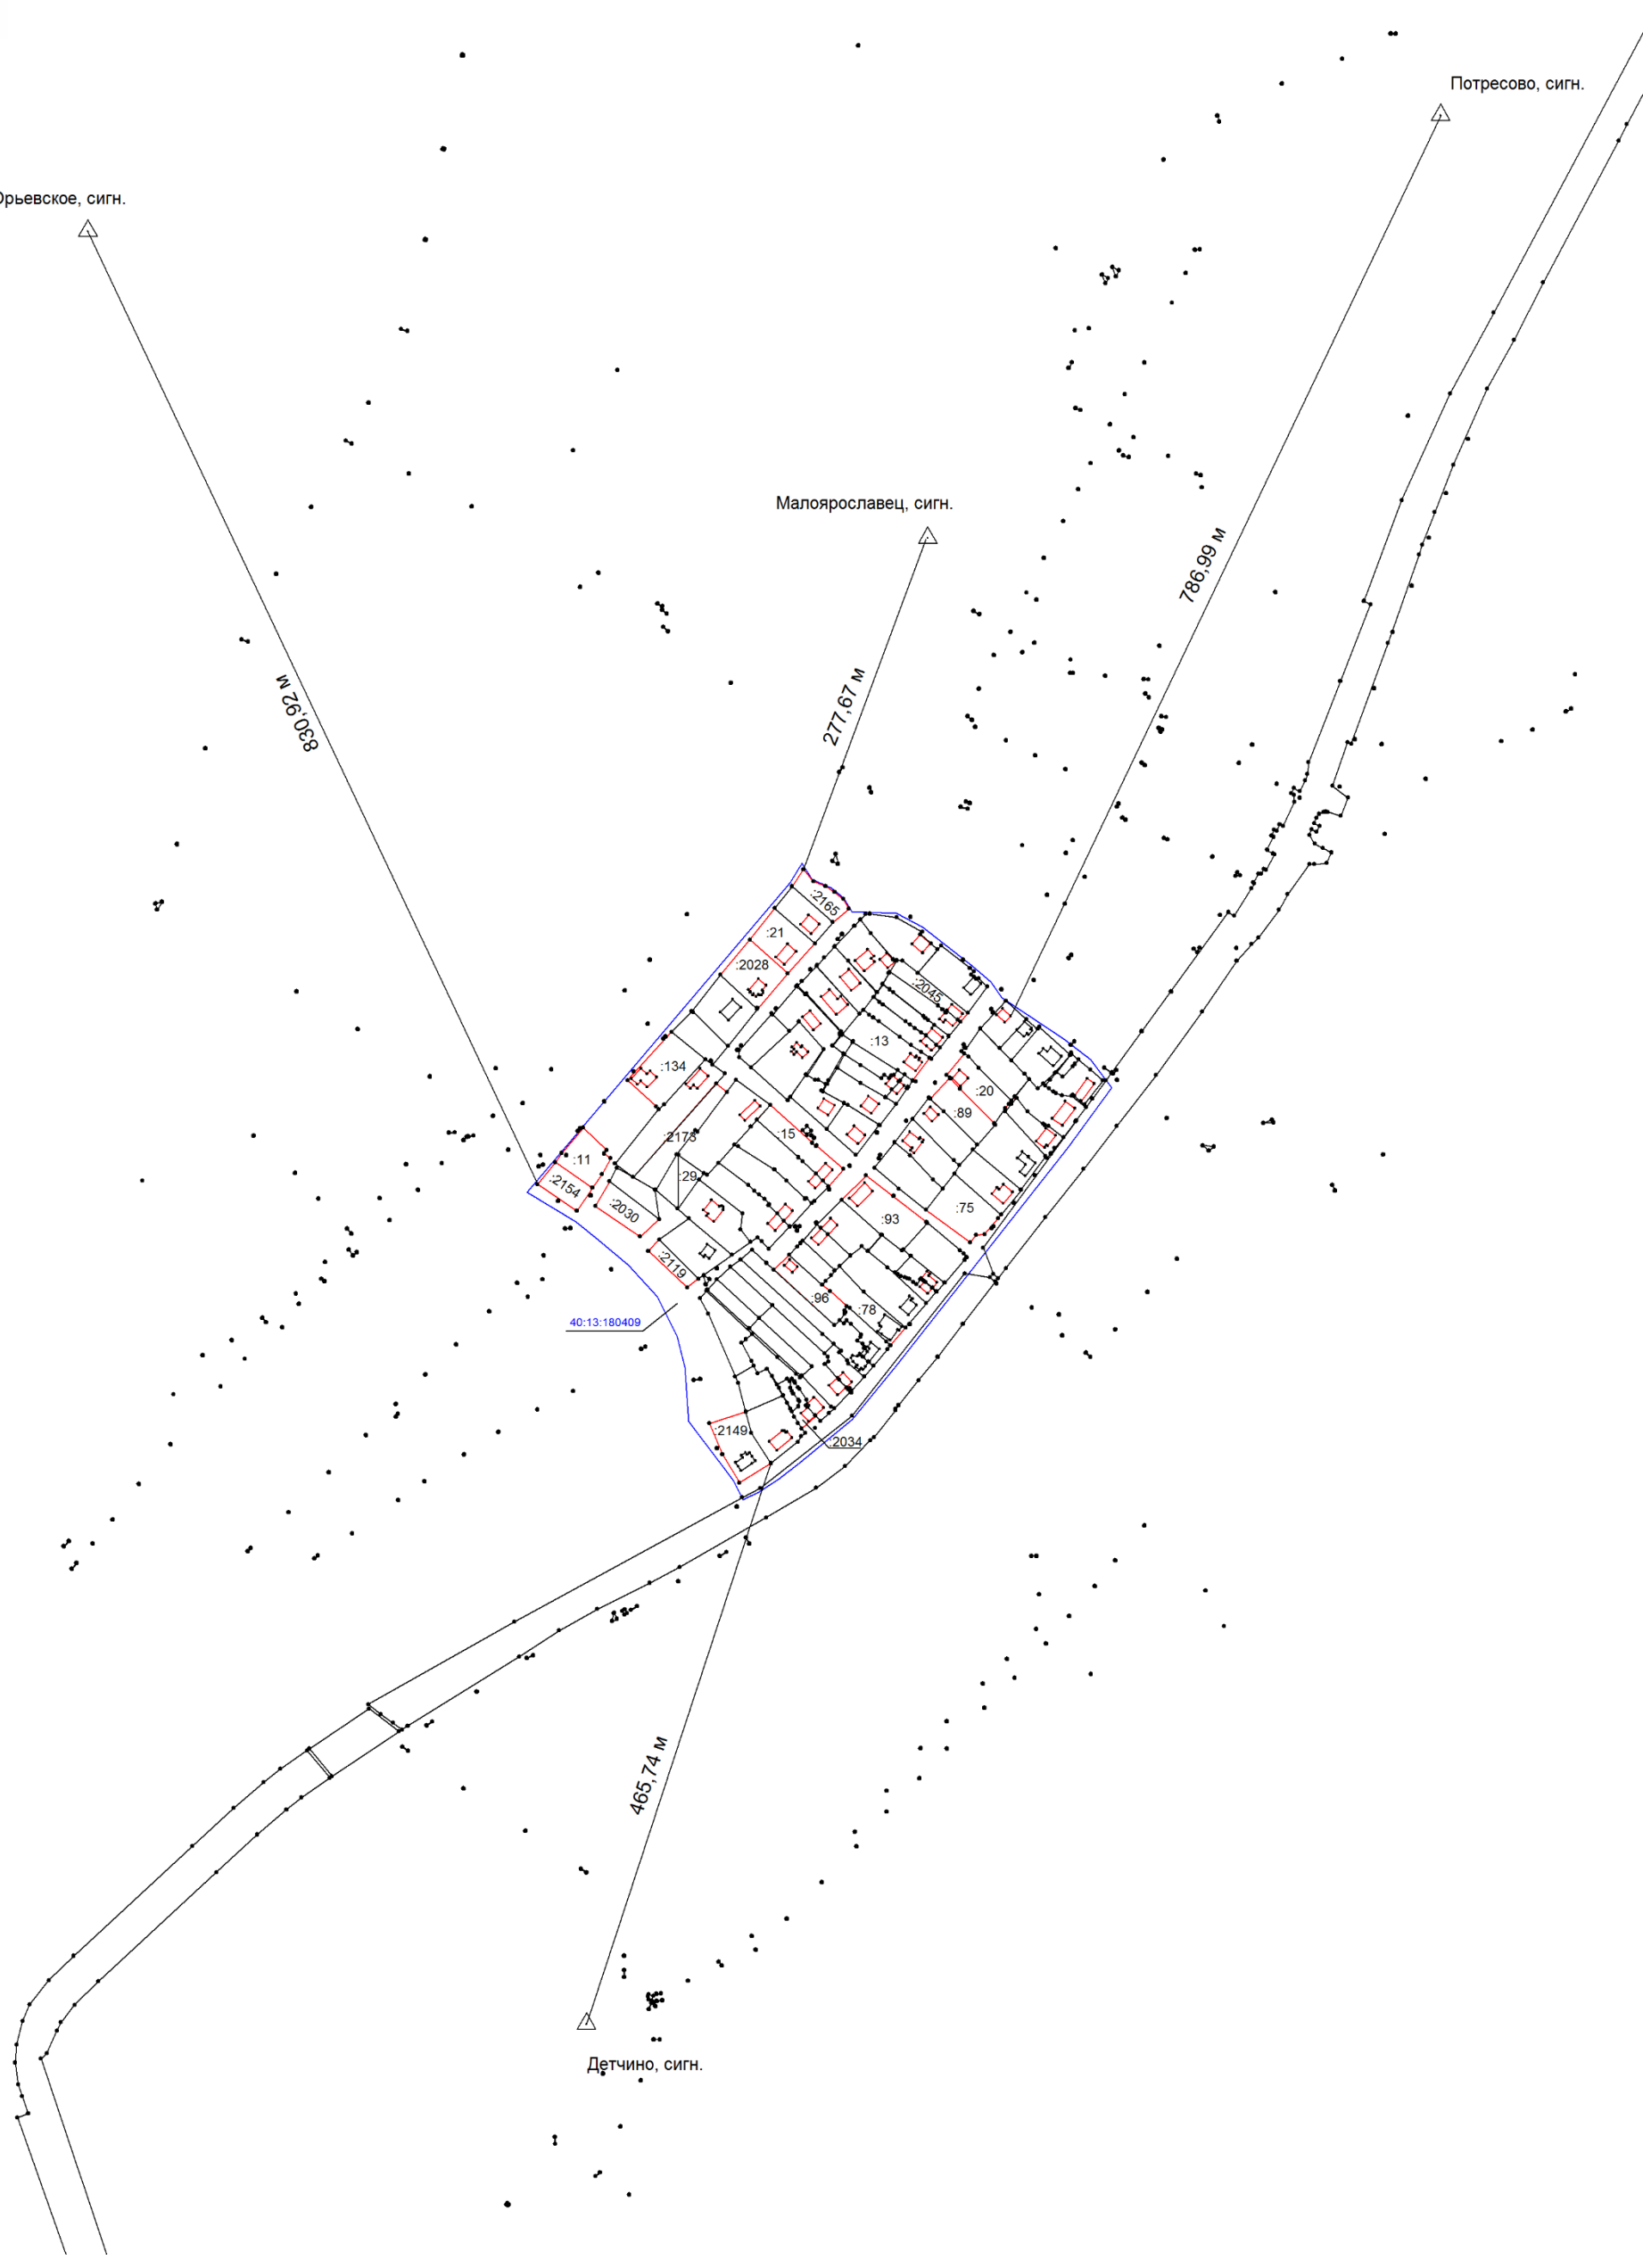 Потресово, сигн.
Юрьевское, сигн.
Малоярославец, сигн.
786,99 м
277,67 м
830,92 м
:2165
:21
:2028
:2045
:13
:134
:20
:89
:15
:2173
:11
:29
:2154
:2030
:93
:75
:2119
:96
:78
40:13:180409
:2149
:2034
465,74 м
Детчино, сигн.